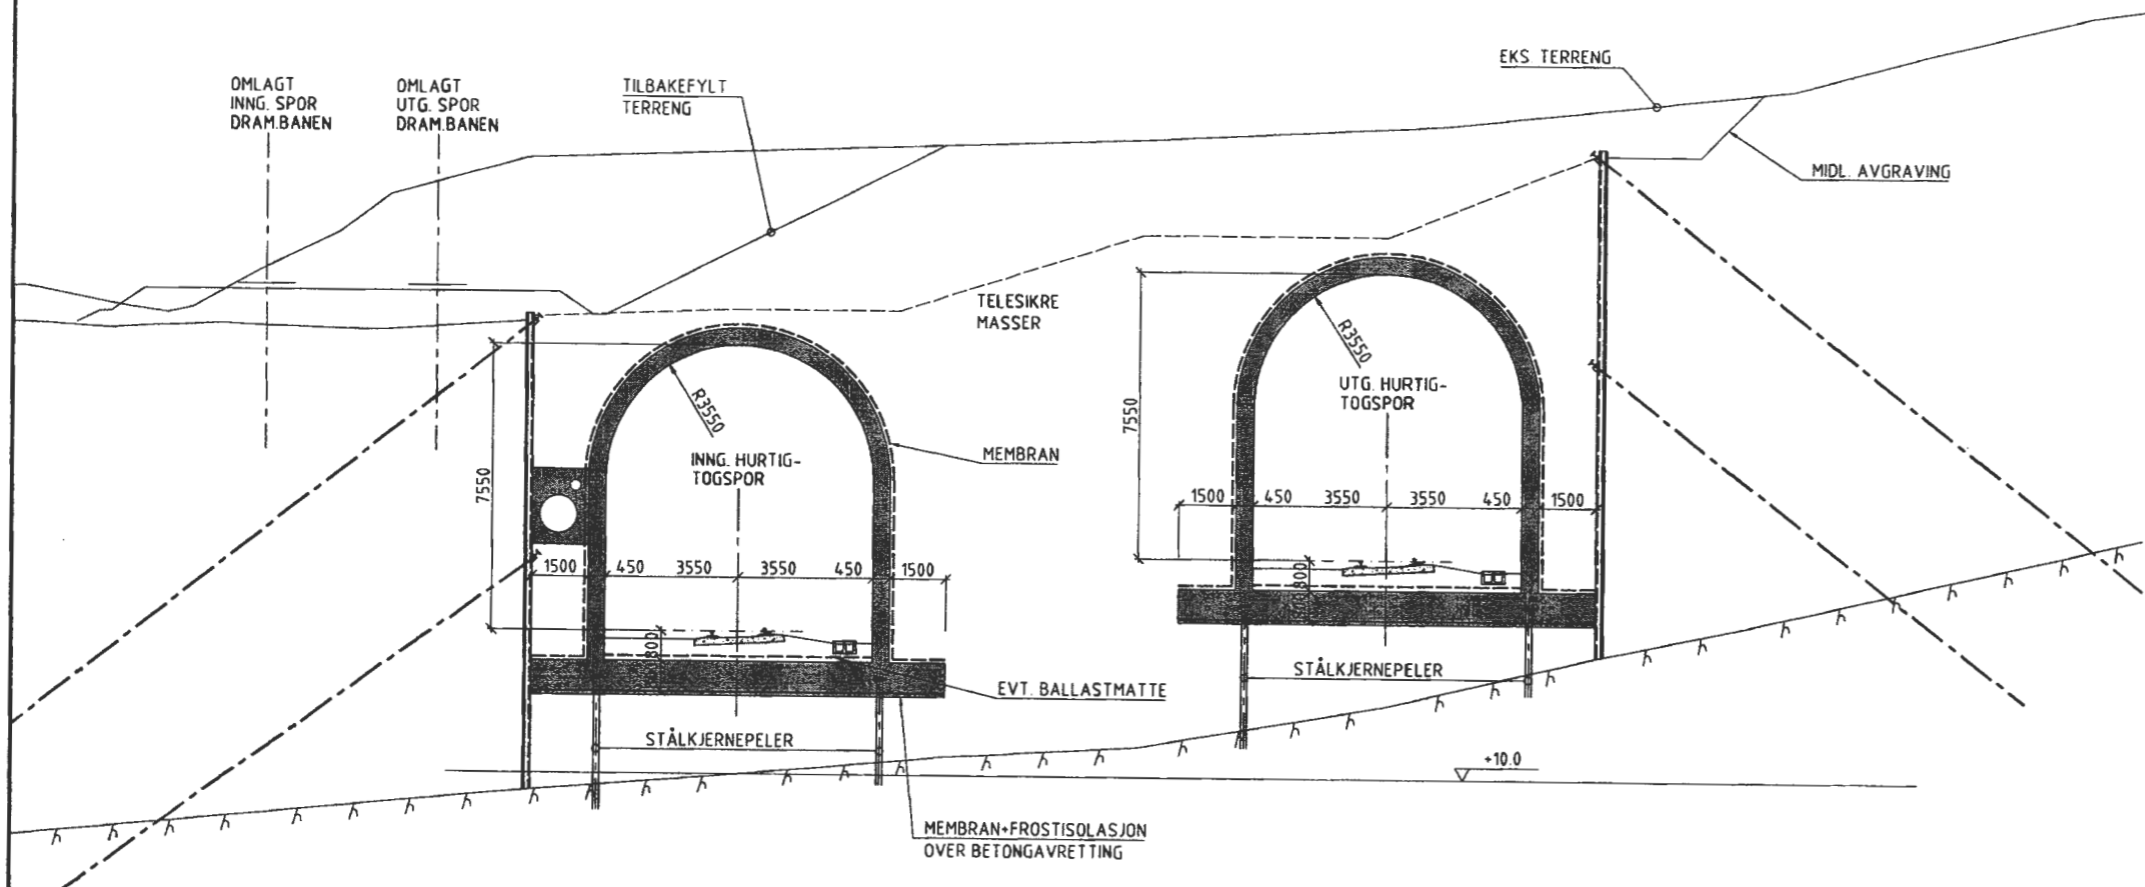 OMLAGT
INNG. SPOR
DRAM.BANEN
OMLAGT
UTG. SPOR
DRAM.BANEN
TILBAKEFYLT
TERRENG
EKS TERRENG
MIDL. AVGRAVING
TELESIKRE
MASSER
R3550
UTG. HURTIG-
TOGSPOR
7550
1500 450 3550 3550 450 1500
800
STÅLKJERNEPELER
R3550
MEMBRAN
INNG. HURTIG-
TOGSPOR
7550
1500 450 3550 3550 450 1500
800
EVT. BALLASTMATTE
STÅLKJERNEPELER
+10.0
MEMBRAN+FROSTISOLASJON
OVER BETONGAVRETTING